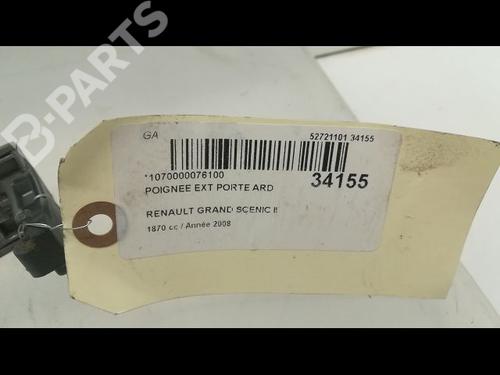 B-PARTS
GA
52721101 34155
*1070000076100
34155
POIGNEE EXT PORTE ARD
RENAULT GRAND SCENIC II
1870 cc / Année 2008